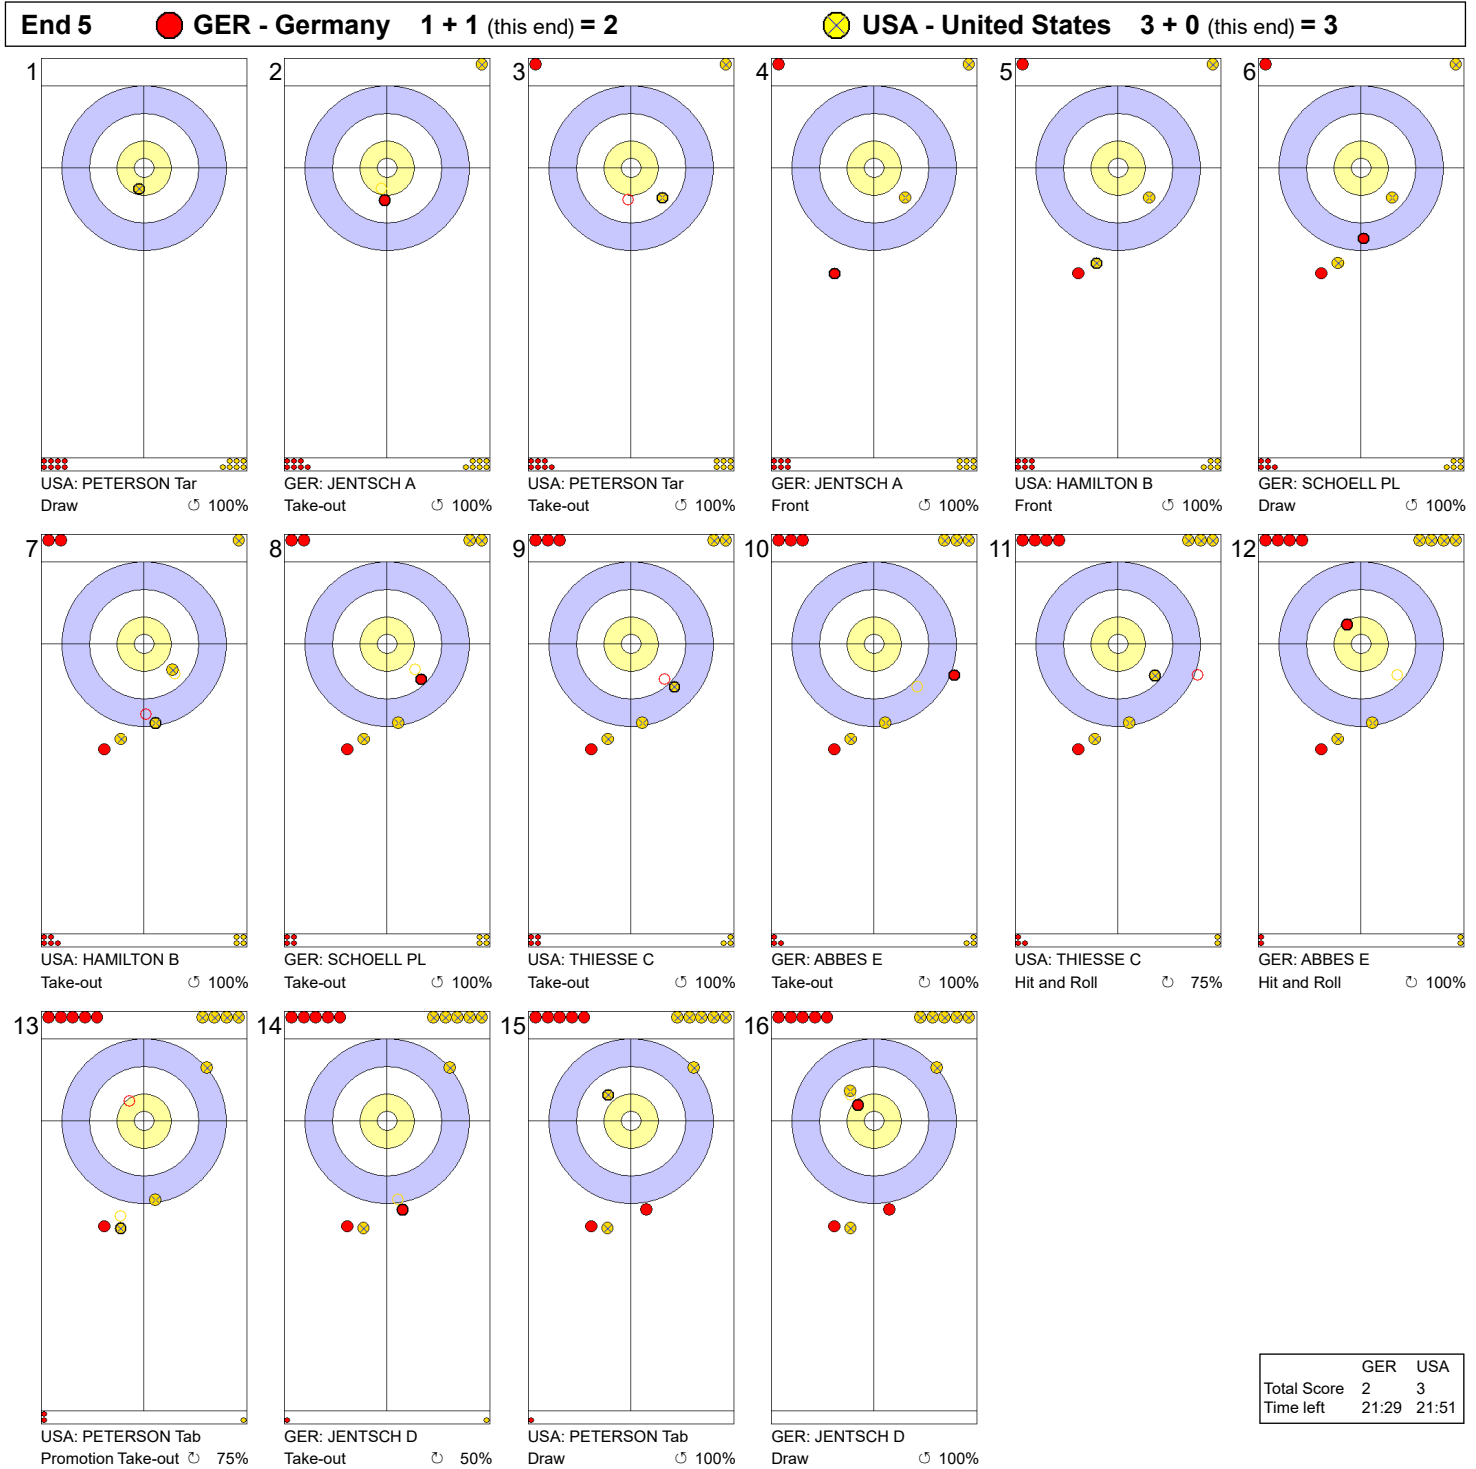 End 5 GER - Germany 1 + 1 (this end) = 2 USA - United States 3 + 0 (this end) = 3
1 2 3 4 5 6
USA: PETERSON Tar GER: JENTSCH A USA: PETERSON Tar GER: JENTSCH A USA: HAMILTON B GER: SCHOELL PL
Draw ↺ 100% Take-out ↺ 100% Take-out ↺ 100% Front ↺ 100% Front ↺ 100% Draw ↺ 100%
7 8 9 10 11 12
USA: HAMILTON B GER: SCHOELL PL USA: THIESSE C GER: ABBES E USA: THIESSE C GER: ABBES E
Take-out ↺ 100% Take-out ↺ 100% Take-out ↺ 100% Take-out ↻ 100% Hit and Roll ↻ 75% Hit and Roll ↻ 100%
13 14 15 16
USA: PETERSON Tab GER: JENTSCH D USA: PETERSON Tab GER: JENTSCH D
Promotion Take-out ↻ 75% Take-out ↻ 50% Draw ↺ 100% Draw ↺ 100%
GER USA
Total Score 2 3
Time left 21:29 21:51